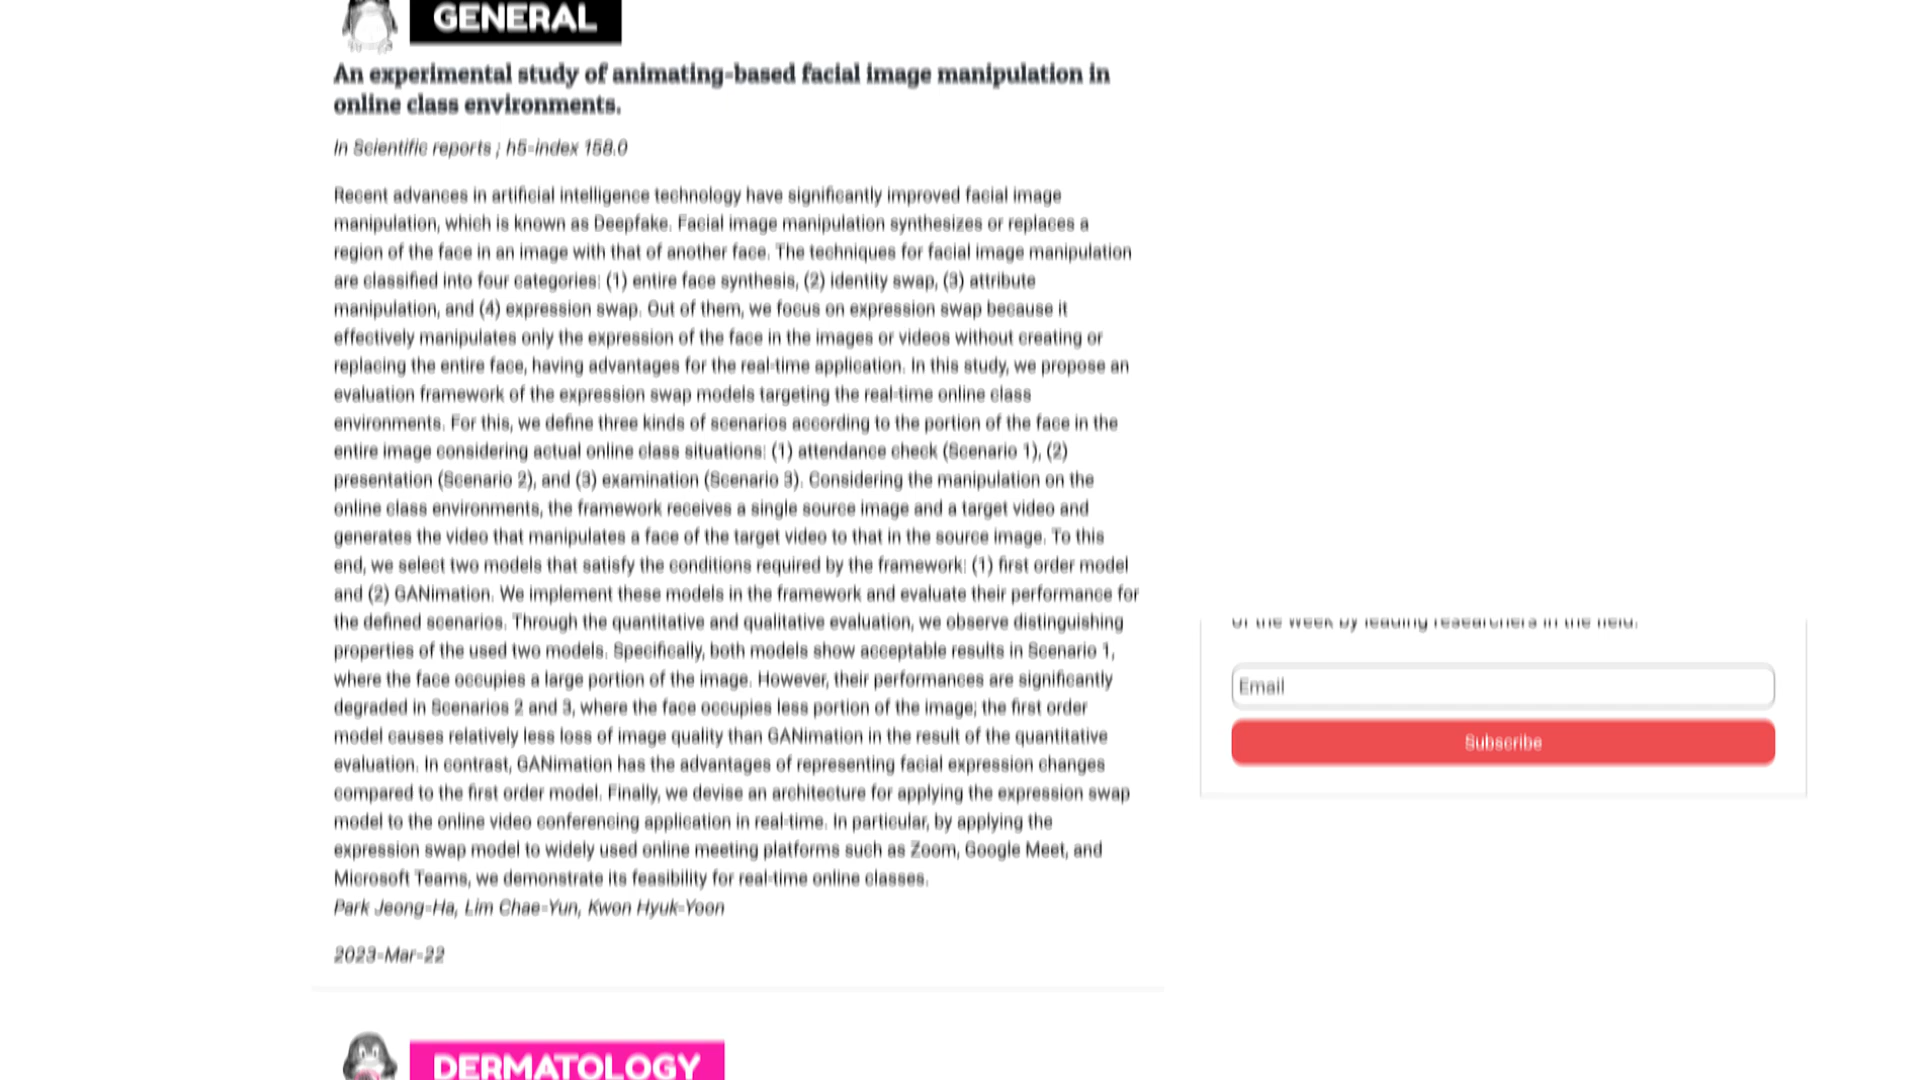 GENERAL
An experimental study of animating-based facial image manipulation in
online class environments.
In Scientific reports ; h5-index 158.0
Recent advances in artificial intelligence technology have significantly improved facial image
manipulation, which is known as Deepfake. Facial image manipulation synthesizes or replaces a
region of the face in an image with that of another face. The techniques for facial image manipulation
are classified into four categories: (1) entire face synthesis, (2) identity swap, (3) attribute
manipulation, and (4) expression swap. Out of them, we focus on expression swap because it
effectively manipulates only the expression of the face in the images or videos without creating or
replacing the entire face, having advantages for the real-time application. In this study, we propose an
evaluation framework of the expression swap models targeting the real-time online class
environments. For this, we define three kinds of scenarios according to the portion of the face in the
entire image considering actual online class situations: (1) attendance check (Scenario 1), (2)
presentation (Scenario 2), and (3) examination (Scenario 3). Considering the manipulation on the
online class environments, the framework receives a single source image and a target video and
generates the video that manipulates a face of the target video to that in the source image. To this
end, we select two models that satisfy the conditions required by the framework: (1) first order model
and (2) GANimation. We implement these models in the framework and evaluate their performance for
the defined scenarios. Through the quantitative and qualitative evaluation, we observe distinguishing
properties of the used two models. Specifically, both models show acceptable results in Scenario 1,
where the face occupies a large portion of the image. However, their performances are significantly
degraded in Scenarios 2 and 3, where the face occupies less portion of the image; the first order
model causes relatively less loss of image quality than GANimation in the result of the quantitative
evaluation. In contrast, GANimation has the advantages of representing facial expression changes
compared to the first order model. Finally, we devise an architecture for applying the expression swap
model to the online video conferencing application in real-time. In particular, by applying the
expression swap model to widely used online meeting platforms such as Zoom, Google Meet, and
Microsoft Teams, we demonstrate its feasibility for real-time online classes.
Park Jeong-Ha, Lim Chae-Yun, Kwon Hyuk-Yoon
2023-Mar-22
of the week by leading researchers in the field.
Email
Subscribe
DERMATOLOGY